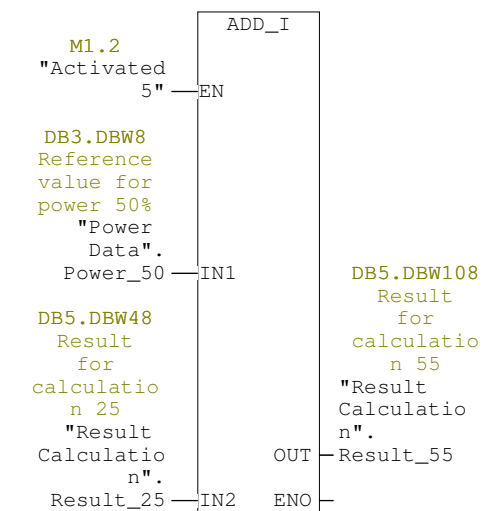 ADD_I
M1.2
"Activated
5"
EN
DB3.DBW8
Reference
value for
power 50%
"Power
Data".
Power_50
IN1
DB5.DBW48
Result
for
calculatio
n 25
"Result
Calculatio
n".
Result_25
IN2
DB5.DBW108
Result
for
calculatio
n 55
"Result
Calculatio
n".
OUT
Result_55
ENO